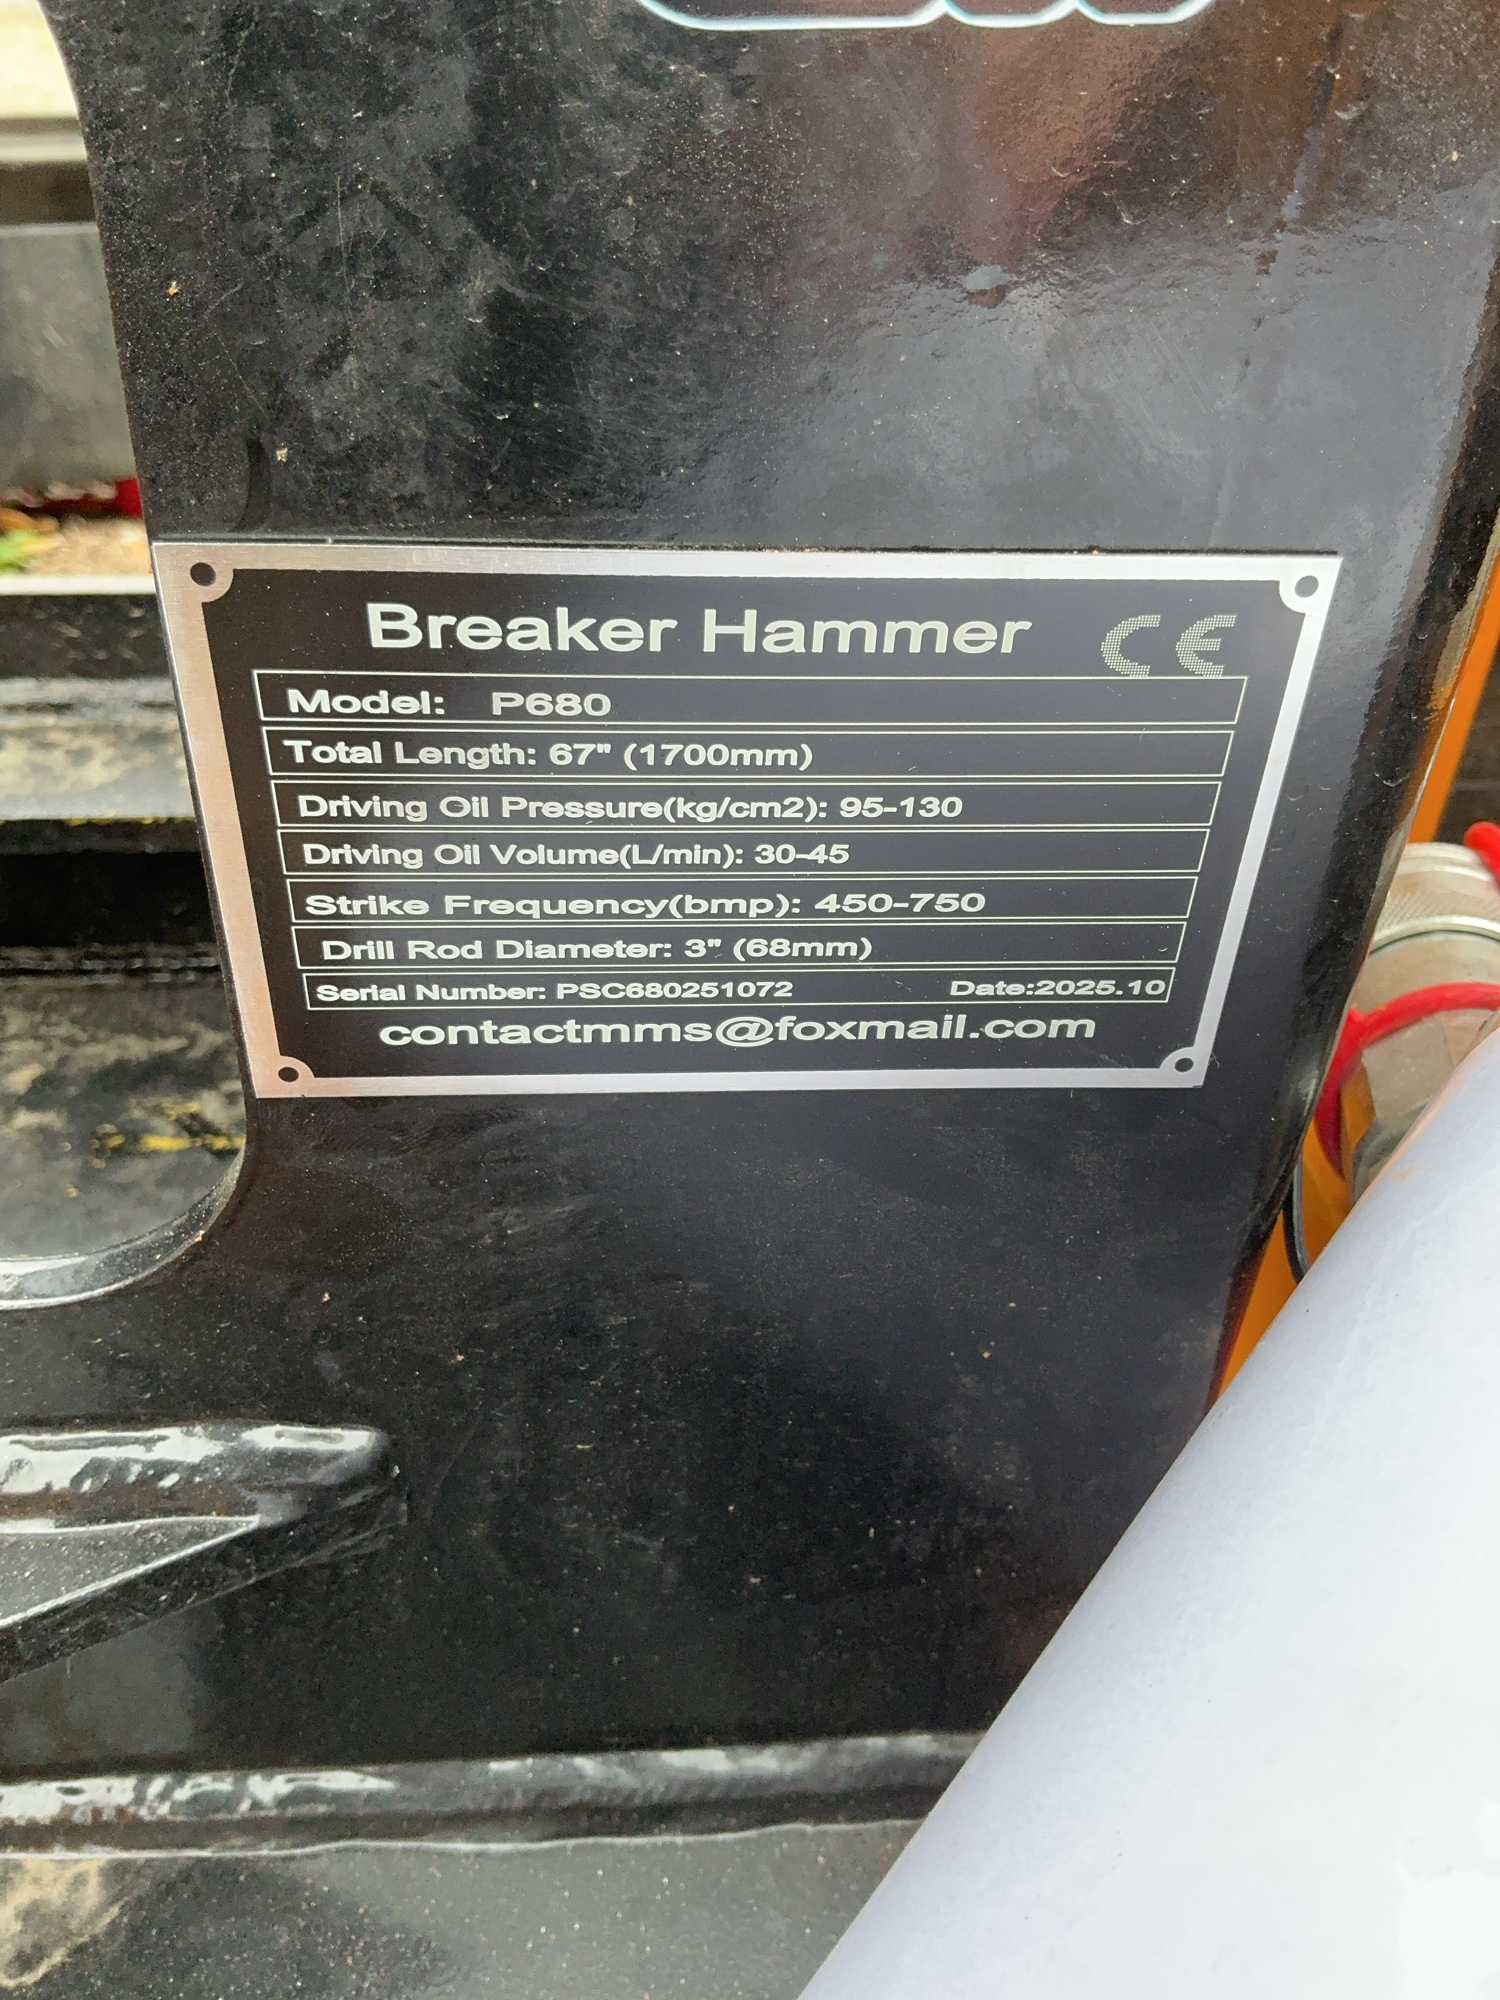 Breaker Hammer CE
Model: P680
Total Length: 67" (1700mm)
Driving Oil Pressure(kg/cm2): 95-130
Driving Oil Volume(L/min): 30-45
Strike Frequency(bmp): 450-750
Drill Rod Diameter: 3" (68mm)
Serial Number: PSC680251072 Date:2025.10
contactmms@foxmail.com